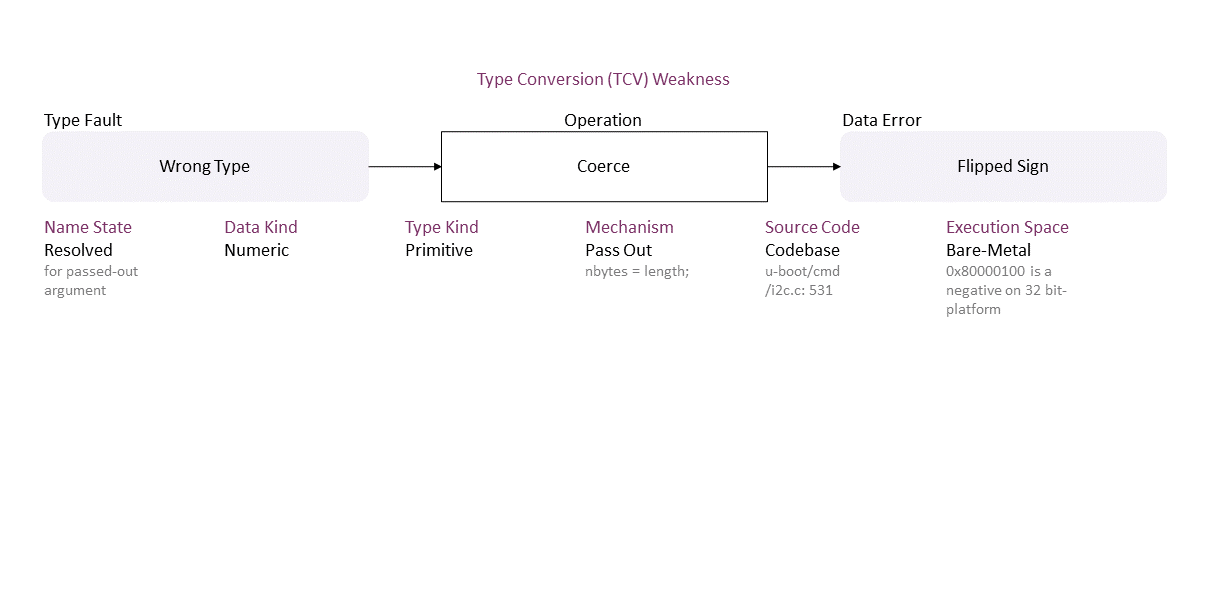 Type Conversion (TCV) Weakness
Type Fault
Operation
Data Error
Wrong Type
Coerce
Flipped Sign
Name State
Resolved
for passed-out
argument
Data Kind
Numeric
Type Kind
Primitive
Mechanism
Pass Out
nbytes = length;
Source Code
Codebase
u-boot/cmd
/i2c.c: 531
Execution Space
Bare-Metal
0x80000100 is a
negative on 32 bit-
platform